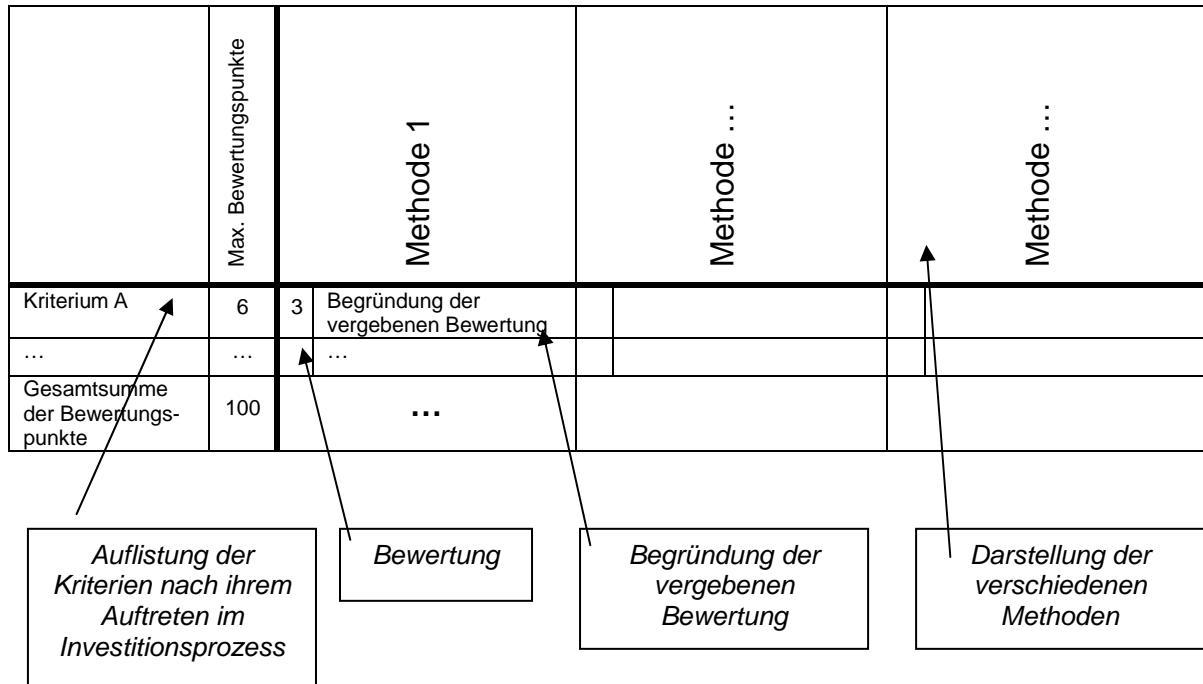 Max. Bewertungspunkte
Methode 1
Methode …
Methode …
Kriterium A
6
3
Begründung der
vergebenen Bewertung
…
…
…
Gesamtsumme
der Bewertungs-
punkte
100
…
Auflistung der
Kriterien nach ihrem
Auftreten im
Investitionsprozess
Bewertung
Begründung der
vergebenen
Bewertung
Darstellung der
verschiedenen
Methoden